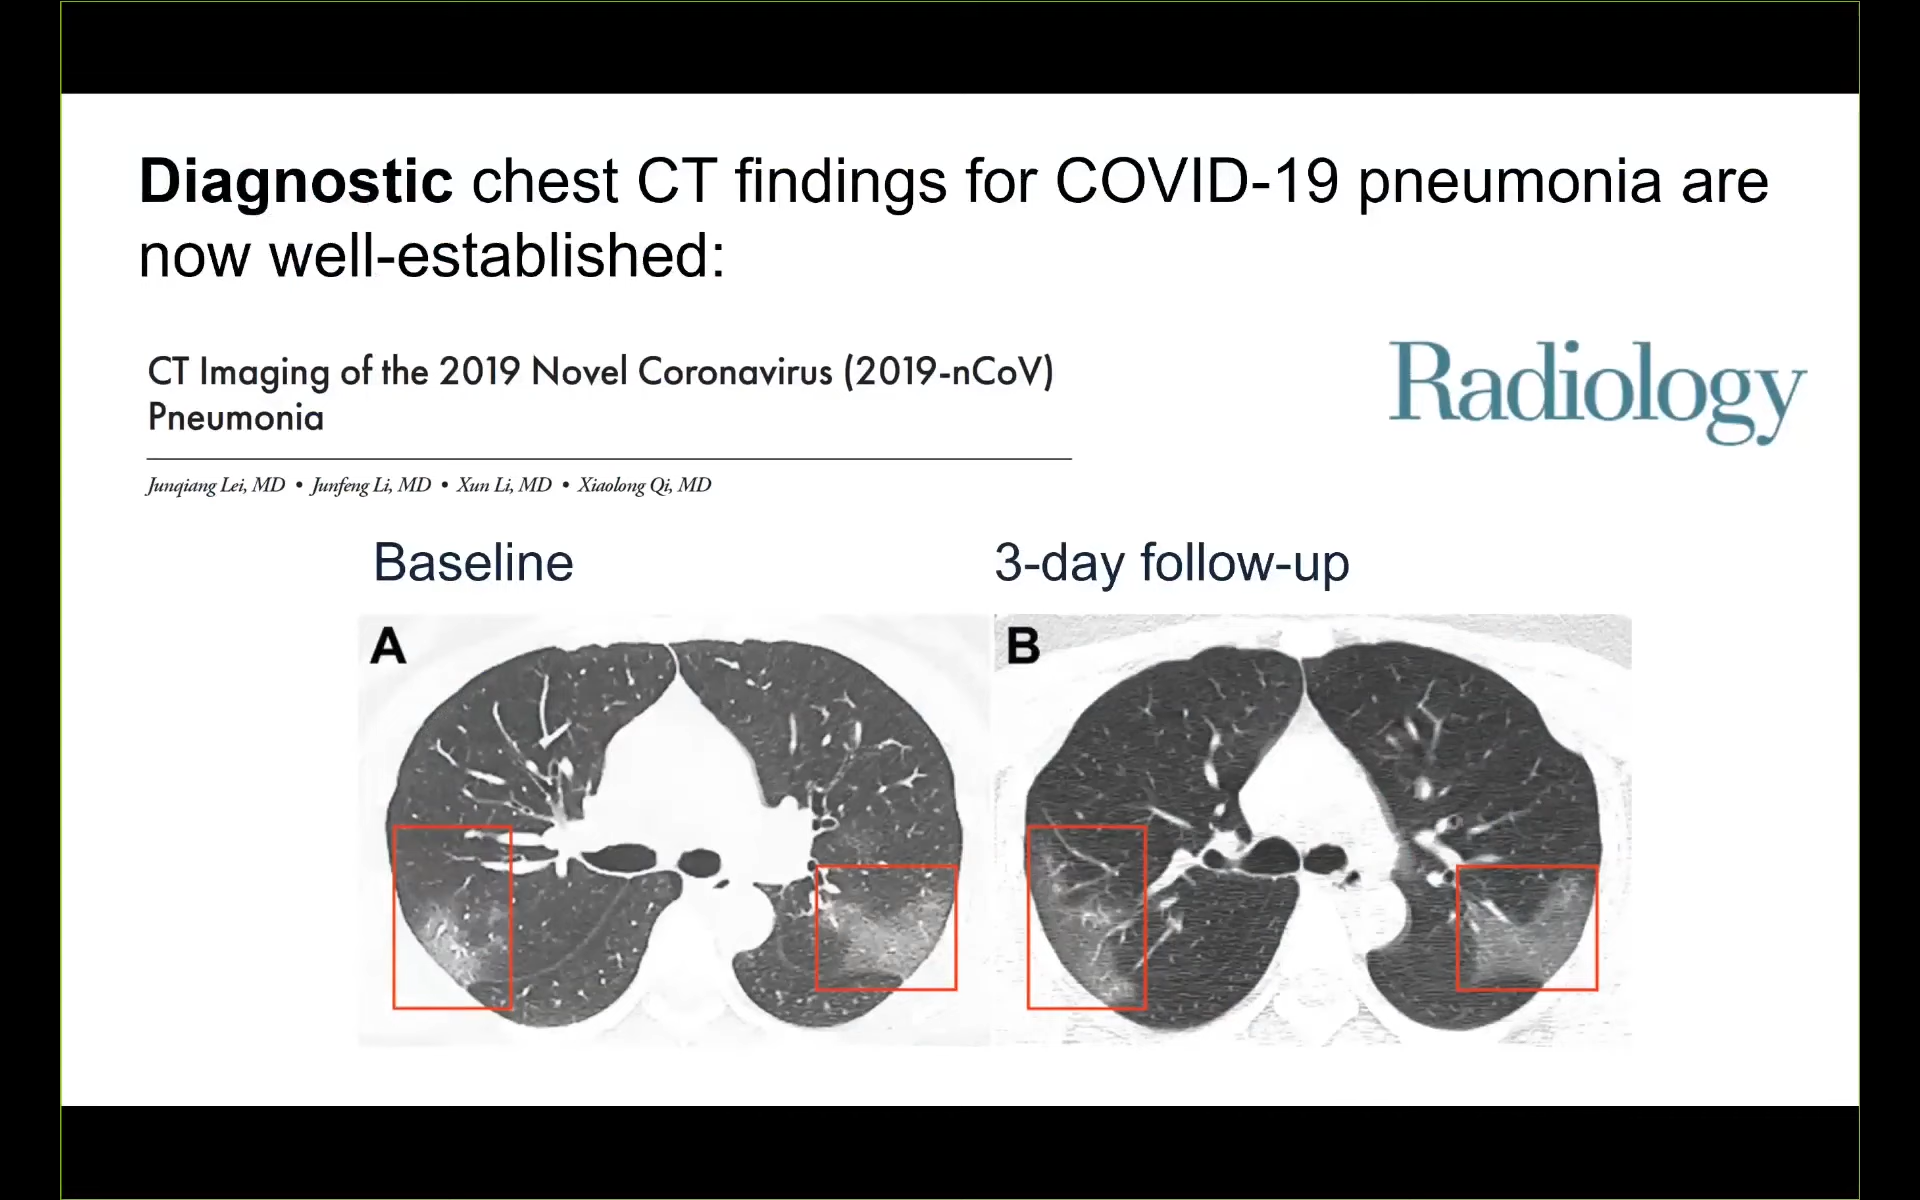 Diagnostic chest CT findings for COVID-19 pneumonia are
now well-established:
CT Imaging of the 2019 Novel Coronavirus (2019-nCoV)
Pneumonia
Radiology
Junqiang Lei, MD • Junfeng Li, MD • Xun Li, MD • Xiaolong Qi, MD
Baseline
3-day follow-up
A
B